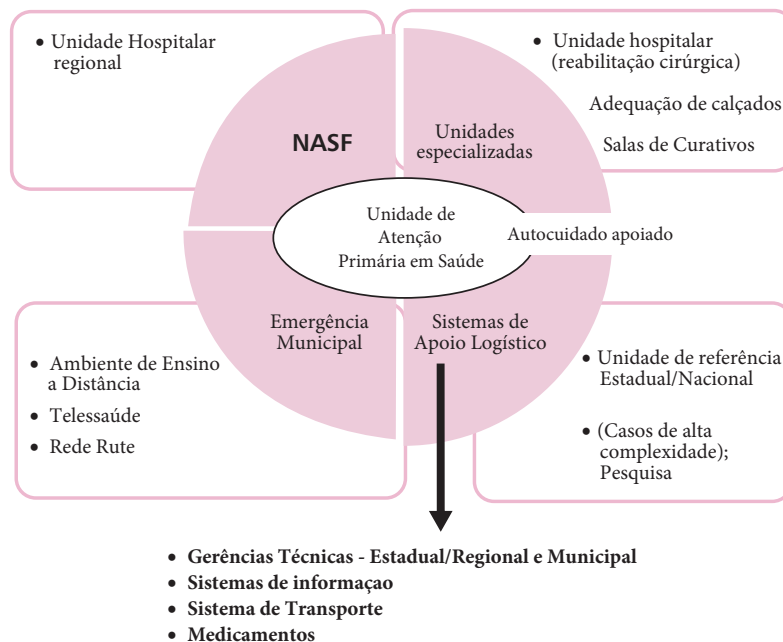 • Unidade Hospitalar
regional
• Unidade hospitalar
(reabilitação cirúrgica)
Adequação de calçados
Salas de Curativos
NASF
Unidades
especializadas
Unidade de
Atenção
Primária em Saúde
Autocuidado apoiado
Emergência
Municipal
Sistemas de
Apoio Logístico
• Ambiente de Ensino
a Distância
• Telessaúde
• Rede Rute
• Unidade de referência
Estadual/Nacional
• (Casos de alta
complexidade);
Pesquisa
• Gerências Técnicas - Estadual/Regional e Municipal
• Sistemas de informaçao
• Sistema de Transporte
• Medicamentos